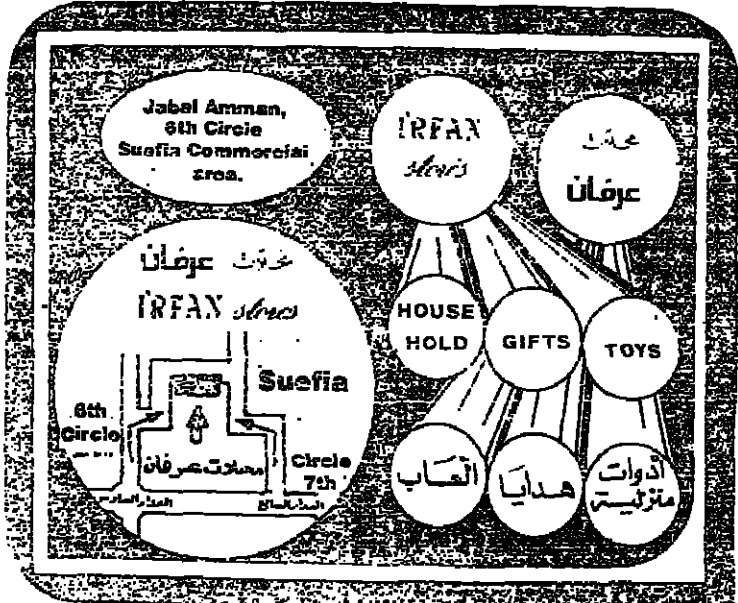 Jabal Amman,
6th Circle
Suefia Commercial
area.
IRFAN
stores
محلات
عرفان
محلات عرفان
IRFAN stores
Suefia
6th
Circle
محلات عرفان
Circle
7th
HOUSE
HOLD
GIFTS
TOYS
العاب
هدايا
أدوات
منزلية